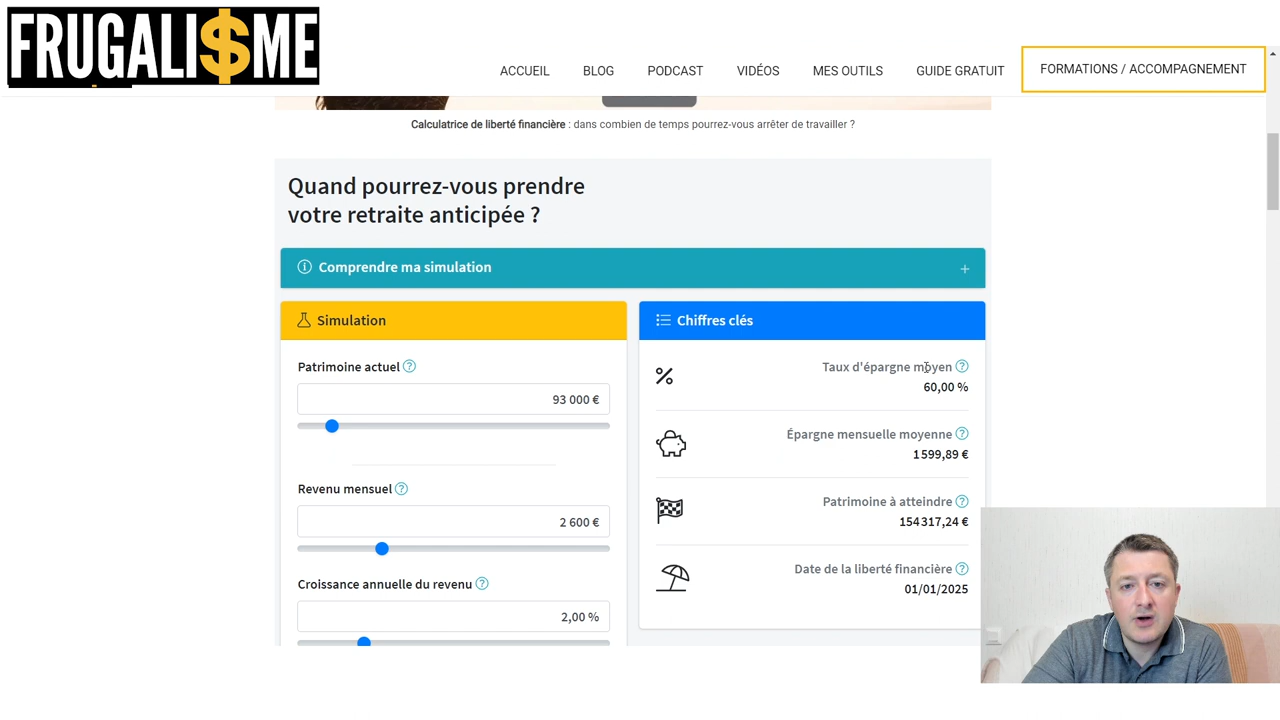 FRUGALI$ME
ACCUEIL
BLOG
PODCAST
VIDÉOS
MES OUTILS
GUIDE GRATUIT
FORMATIONS / ACCOMPAGNEMENT
Calculatrice de liberté financière : dans combien de temps pourrez-vous arrêter de travailler ?
Quand pourrez-vous prendre
votre retraite anticipée ?
Comprendre ma simulation
Simulation
Patrimoine actuel
93 000 €
Revenu mensuel
2 600 €
Croissance annuelle du revenu
2,00 %
Chiffres clés
Taux d'épargne moyen
60,00 %
Épargne mensuelle moyenne
1 599,89 €
Patrimoine à atteindre
154 317,24 €
Date de la liberté financière
01/01/2025